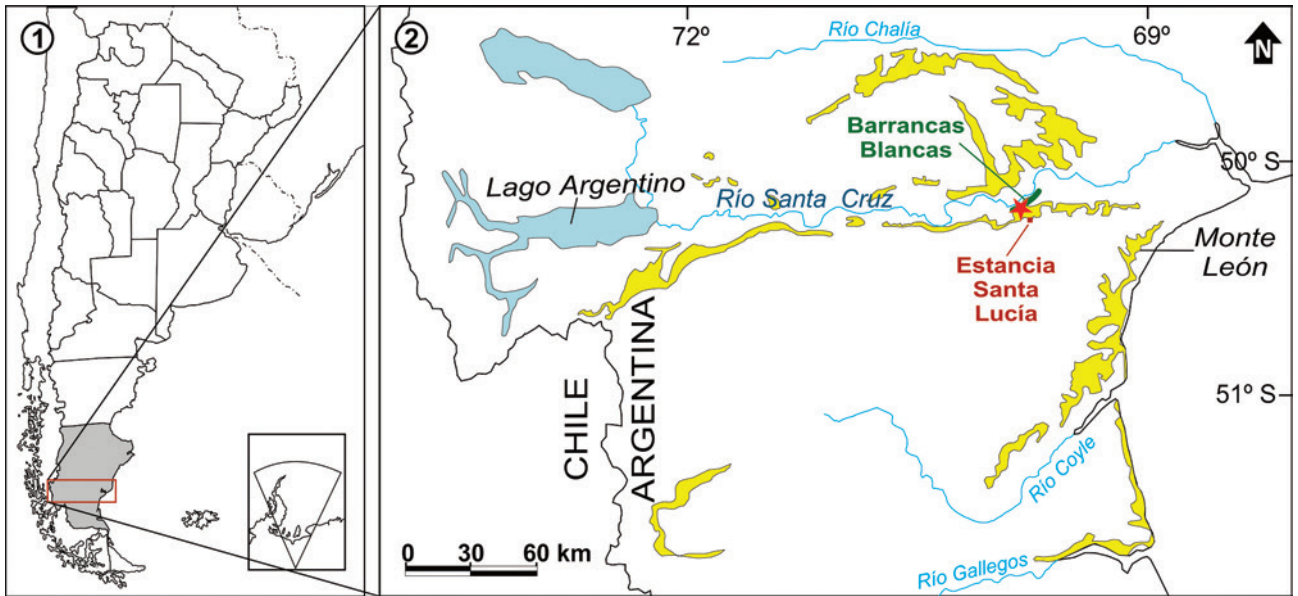 1
2
72º
69º
Río Chalía
N
Barrancas
Blancas
50º S
Lago Argentino
Río Santa Cruz
Monte
León
Estancia
Santa
Lucía
CHILE
ARGENTINA
51º S
Río Coyle
0 30 60 km
Río Gallegos